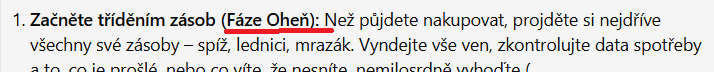 1. Začněte tříděním zásob (Fáze Oheň): Než půjdete nakupovat, projděte si nejdříve
všechny své zásoby – spíž, lednici, mrazák. Vyndejte vše ven, zkontrolujte data spotřeby
a to, co je prošlé, nebo co víte, že nesníte, nemilosrdně vyhoďte (